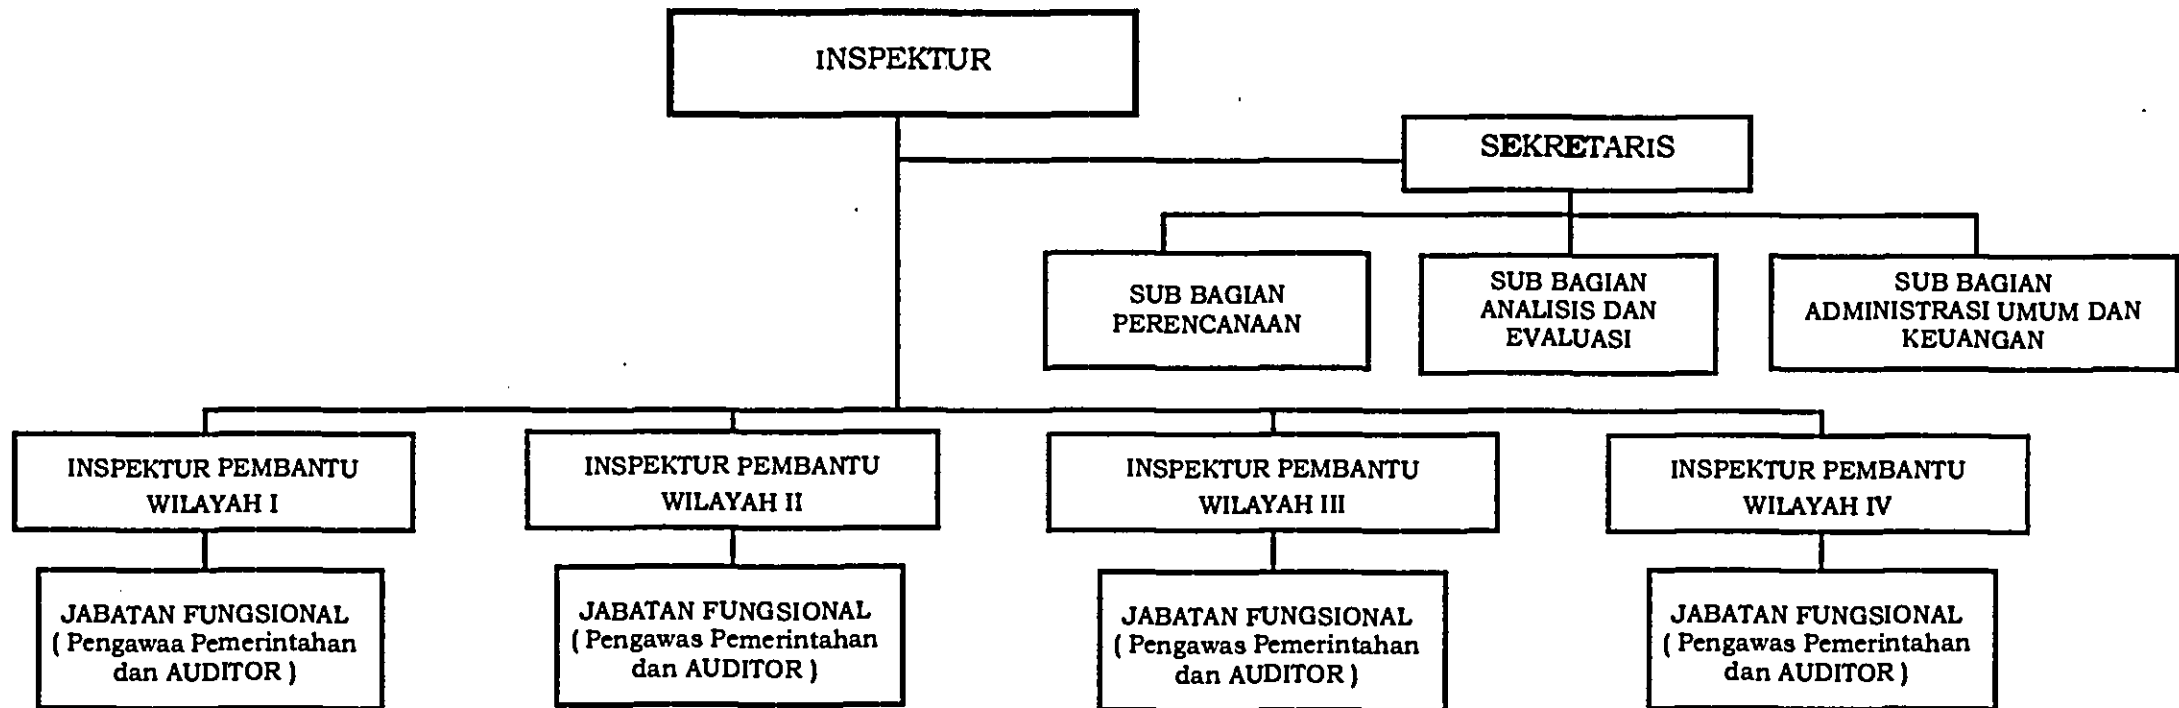 INSPEKTUR
SEKRETARIS
SUB BAGIAN
PERENCANAAN
SUB BAGIAN
ANALISIS DAN
EVALUASI
SUB BAGIAN
ADMINISTRASI UMUM DAN
KEUANGAN
INSPEKTUR PEMBANTU
WILAYAH I
INSPEKTUR PEMBANTU
WILAYAH II
INSPEKTUR PEMBANTU
WILAYAH III
INSPEKTUR PEMBANTU
WILAYAH IV
JABATAN FUNGSIONAL
( Pengawaa Pemerintahan
dan AUDITOR )
JABATAN FUNGSIONAL
( Pengawas Pemerintahan
dan AUDITOR )
JABATAN FUNGSIONAL
( Pengawas Pemerintahan
dan AUDITOR )
JABATAN FUNGSIONAL
( Pengawas Pemerintahan
dan AUDITOR )